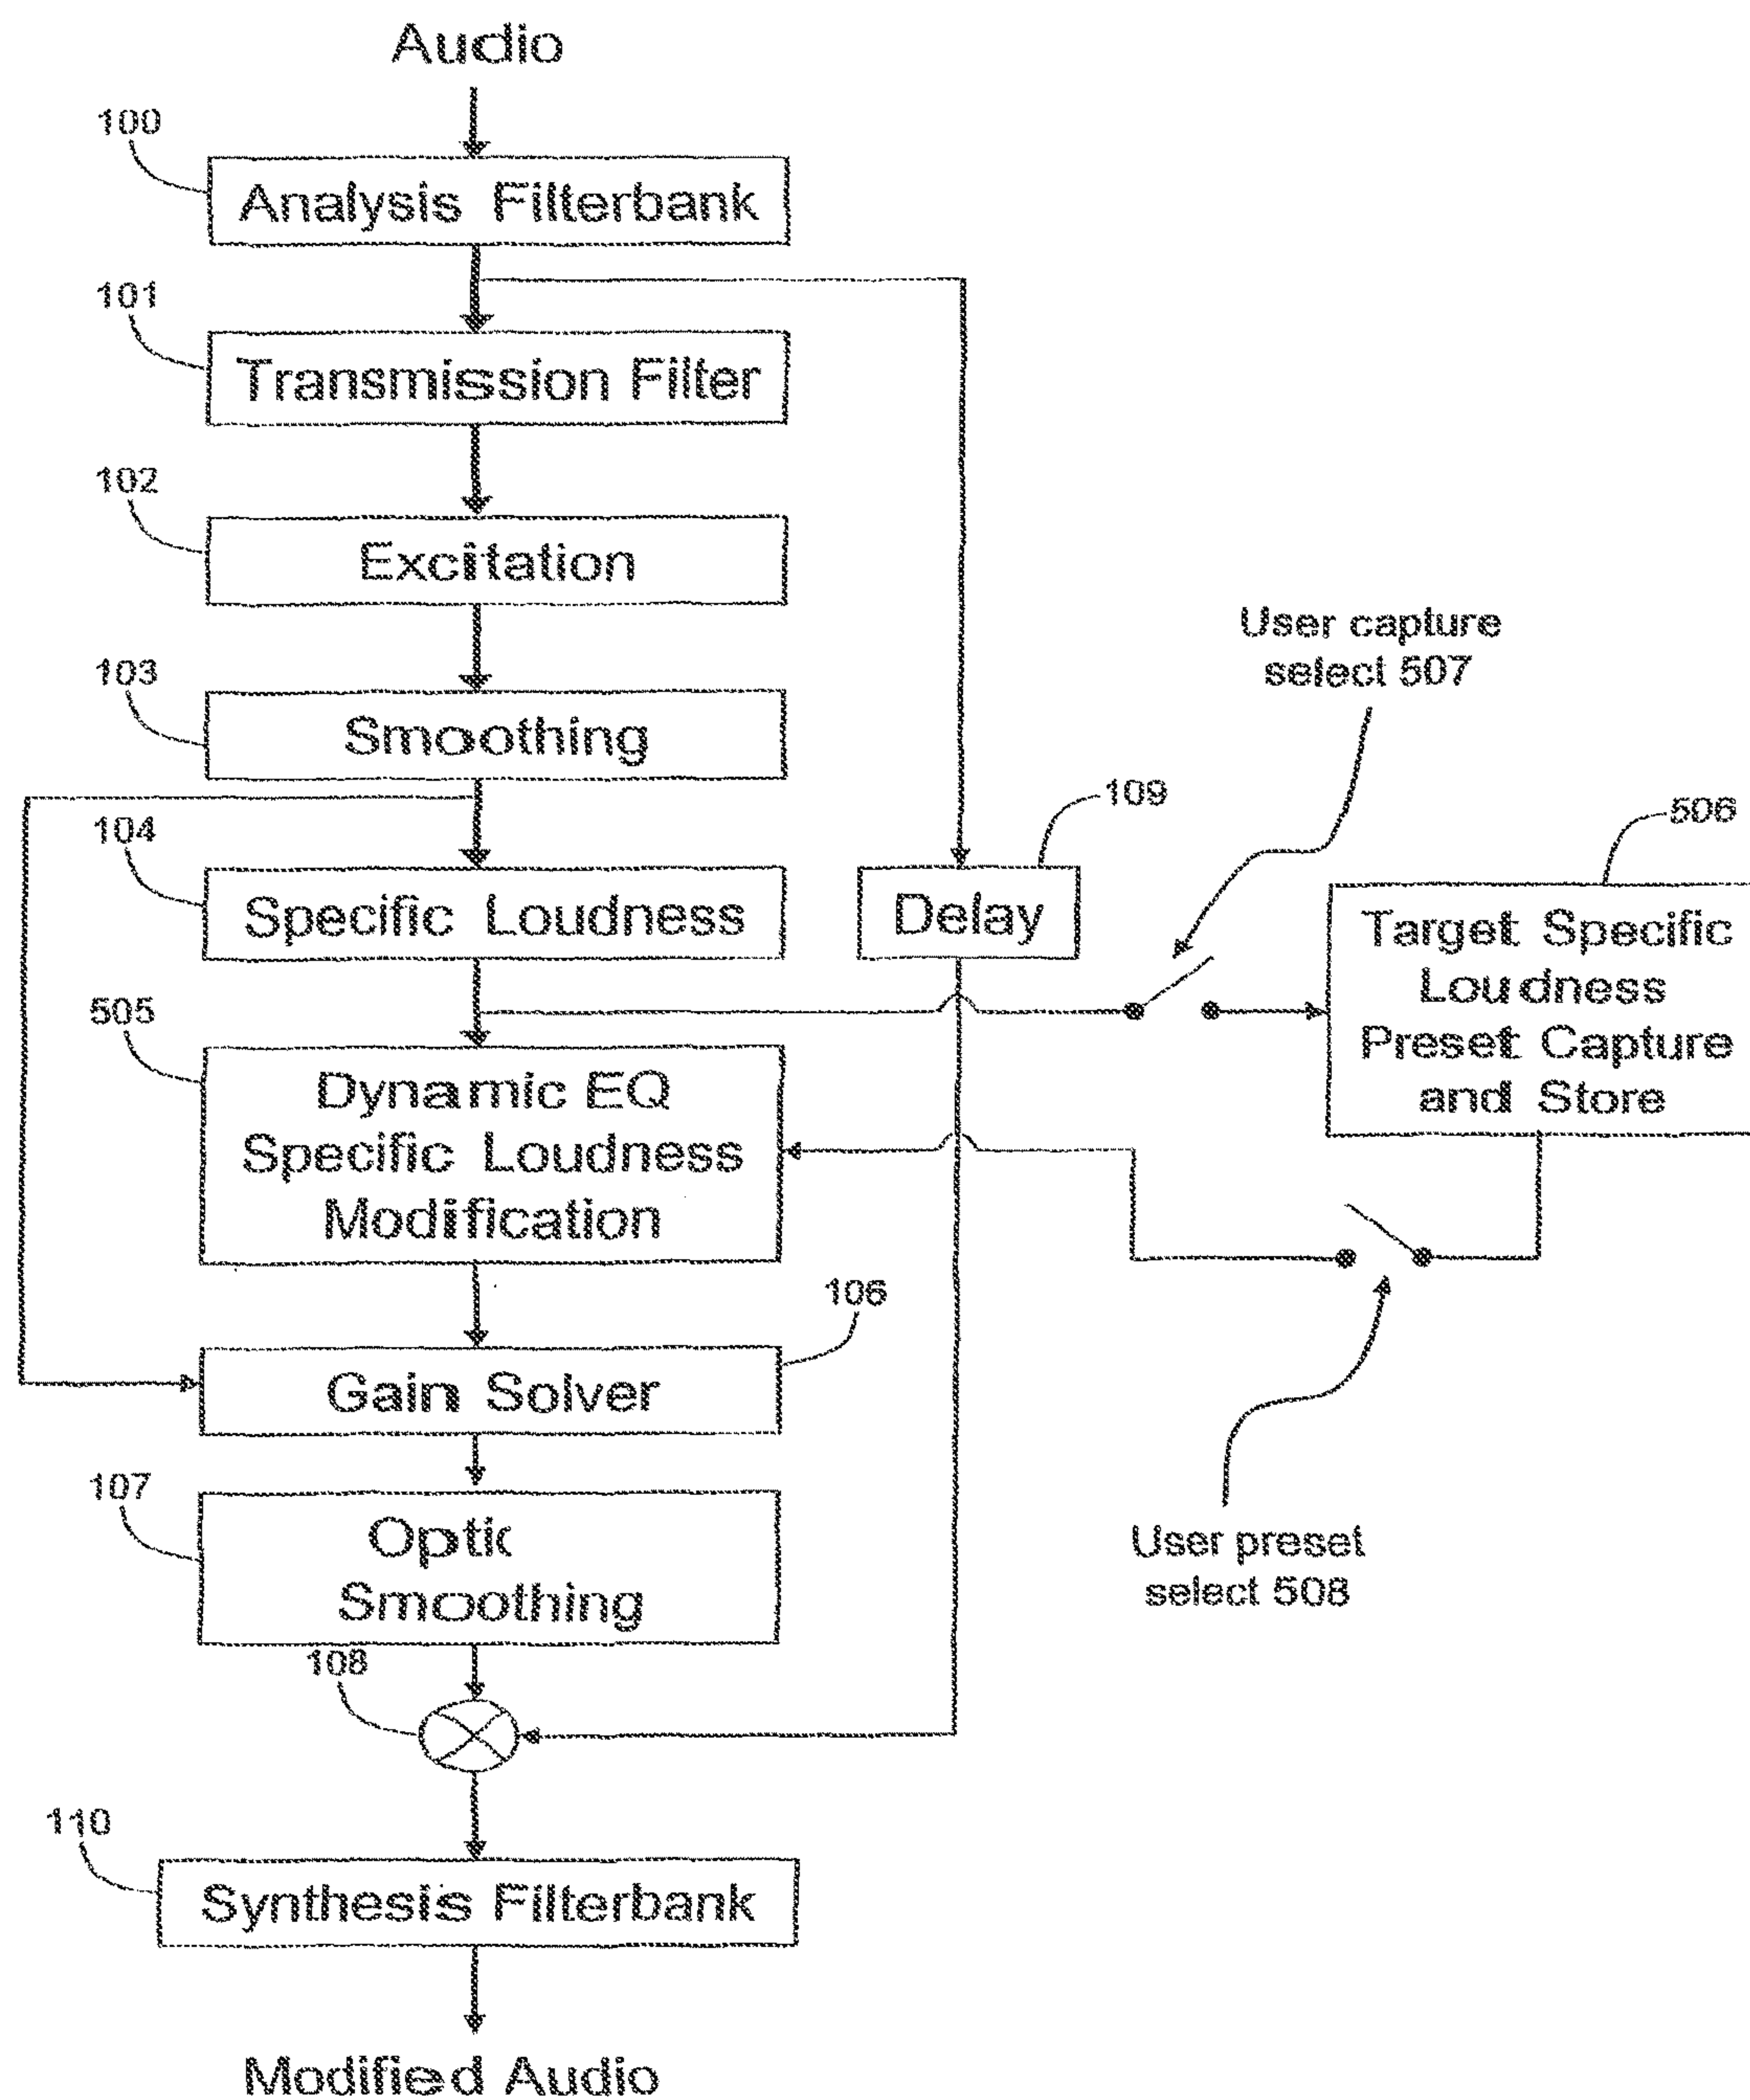 Audio
100
Analysis Filterbank
101
Transmission Filter
102
Excitation
103
Smoothing
104
Specific Loudness
109
Delay
User capture
select 507
506
Target Specific
Loudness
Preset Capture
and Store
505
Dynamic EQ
Specific Loudness
Modification
106
Gain Solver
107
Optic
Smoothing
User preset
select 508
108
110
Synthesis Filterbank
Modified Audio